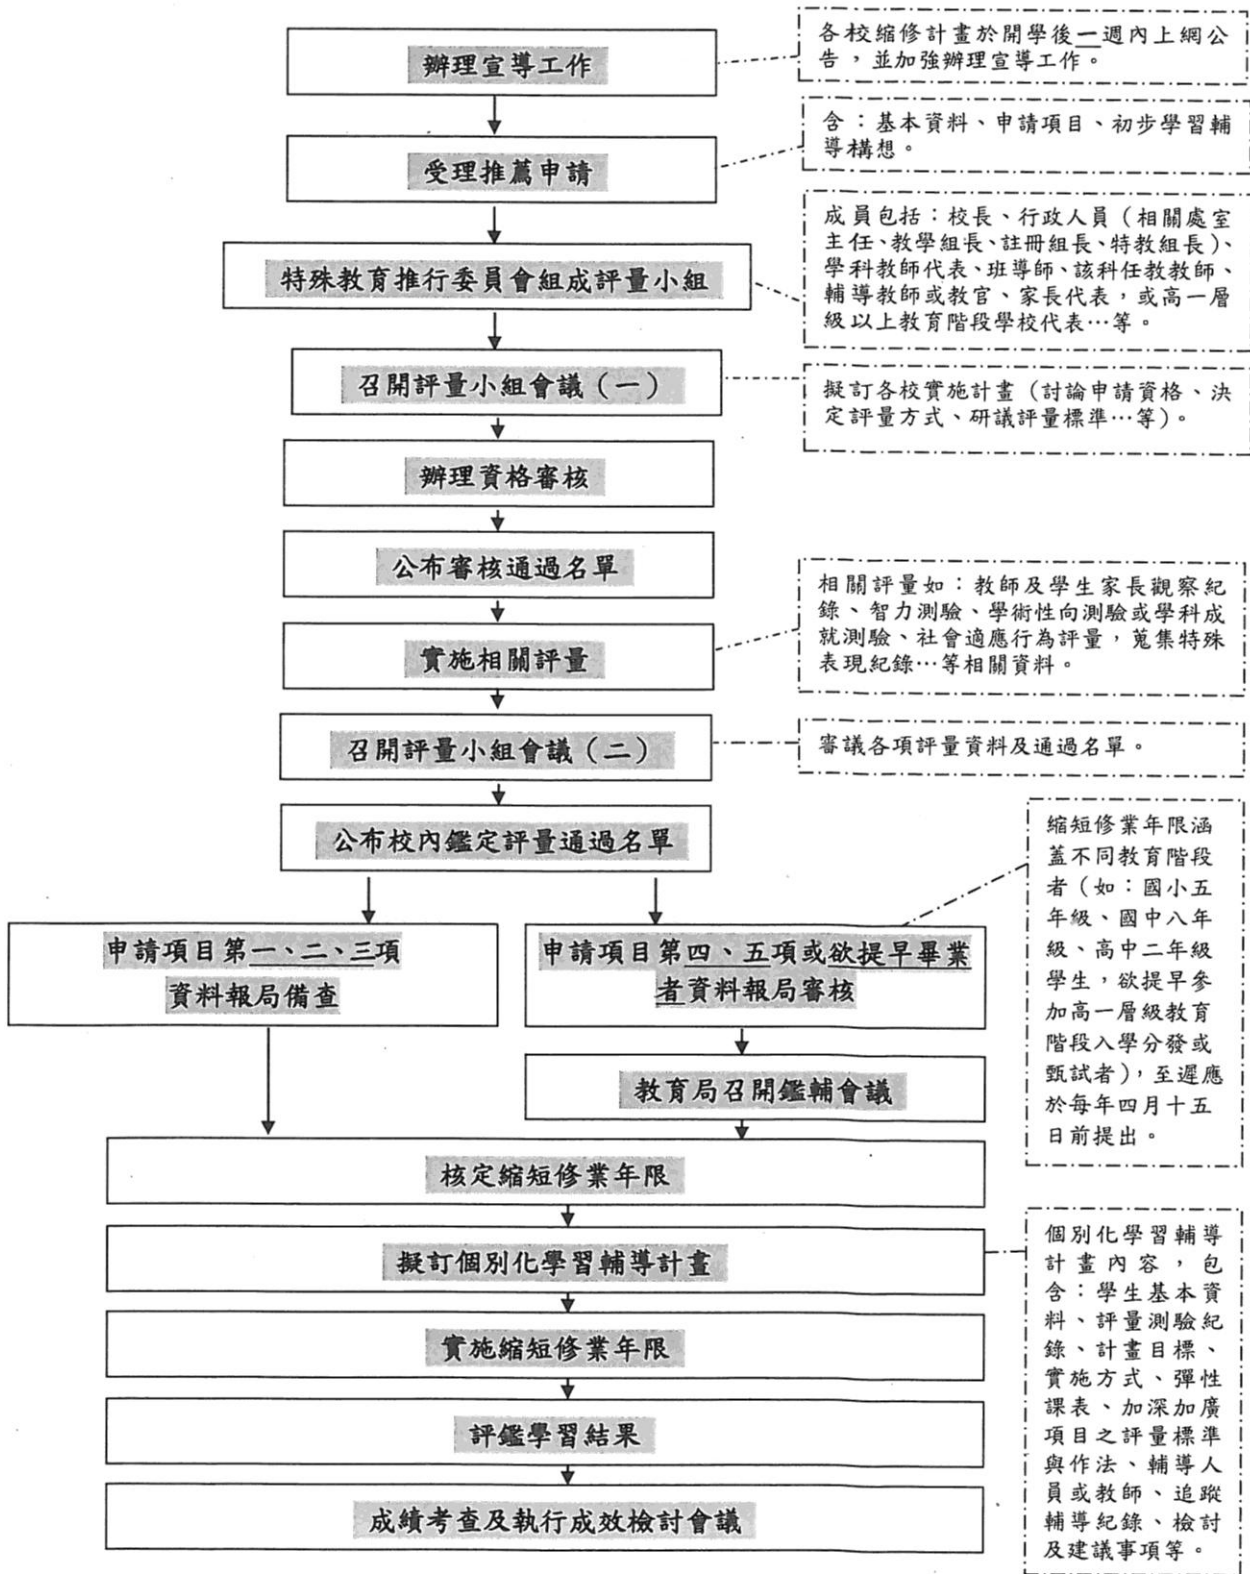 辦理宣導工作
各校縮修計畫於開學後一週內上網公
告，並加強辦理宣導工作。
受理推薦申請
含：基本資料、申請項目、初步學習輔
導構想。
特殊教育推行委員會組成評量小組
成員包括：校長、行政人員（相關處室
主任、教學組長、註冊組長、特教組長）、
學科教師代表、班導師、該科任教教師、
輔導教師或教官、家長代表，或高一層
級以上教育階段學校代表…等。
召開評量小組會議（一）
擬訂各校實施計畫（討論申請資格、決
定評量方式、研議評量標準…等）。
辦理資格審核
公布審核通過名單
實施相關評量
相關評量如：教師及學生家長觀察紀
錄、智力測驗、學術性向測驗或學科成
就測驗、社會適應行為評量，蒐集特殊
表現紀錄…等相關資料。
召開評量小組會議（二）
審議各項評量資料及通過名單。
公布校內鑑定評量通過名單
申請項目第一、二、三項
資料報局備查
申請項目第四、五項或欲提早畢業
者資料報局審核
縮短修業年限涵
蓋不同教育階段
者（如：國小五
年級、國中八年
級、高中二年級
學生，欲提早參
加高一層級教育
階段入學分發或
甄試者），至遲應
於每年四月十五
日前提出。
教育局召開鑑輔會議
核定縮短修業年限
擬訂個別化學習輔導計畫
個別化學習輔導
計畫內容，包
含：學生基本資
料、評量測驗紀
錄、計畫目標、
實施方式、彈性
課表、加深加廣
項目之評量標準
與作法、輔導人
員或教師、追蹤
輔導紀錄、檢討
及建議事項等。
實施縮短修業年限
評鑑學習結果
成績考查及執行成效檢討會議